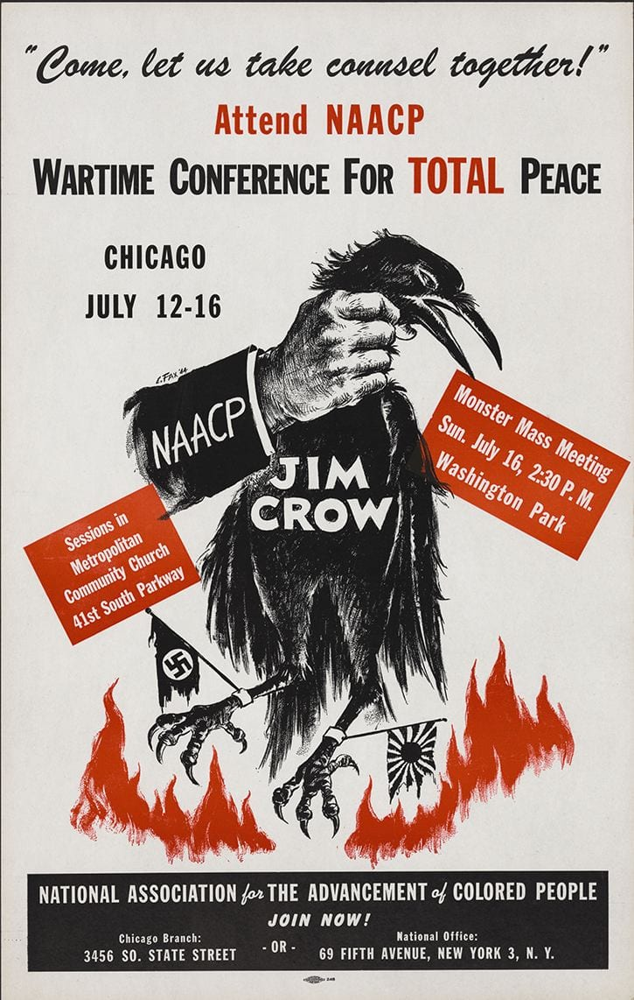 "Come, let us take counsel together!"
Attend NAACP
WARTIME CONFERENCE FOR TOTAL PEACE
CHICAGO
JULY 12-16
C. FAX '44
NAACP
JIM
CROW
Monster Mass Meeting
Sun. July 16, 2:30 P. M.
Washington Park
Sessions in
Metropolitan
Community Church
41st South Parkway
NATIONAL ASSOCIATION for THE ADVANCEMENT of COLORED PEOPLE
JOIN NOW!
Chicago Branch:
3456 SO. STATE STREET
- OR -
National Office:
69 FIFTH AVENUE, NEW YORK 3, N. Y.